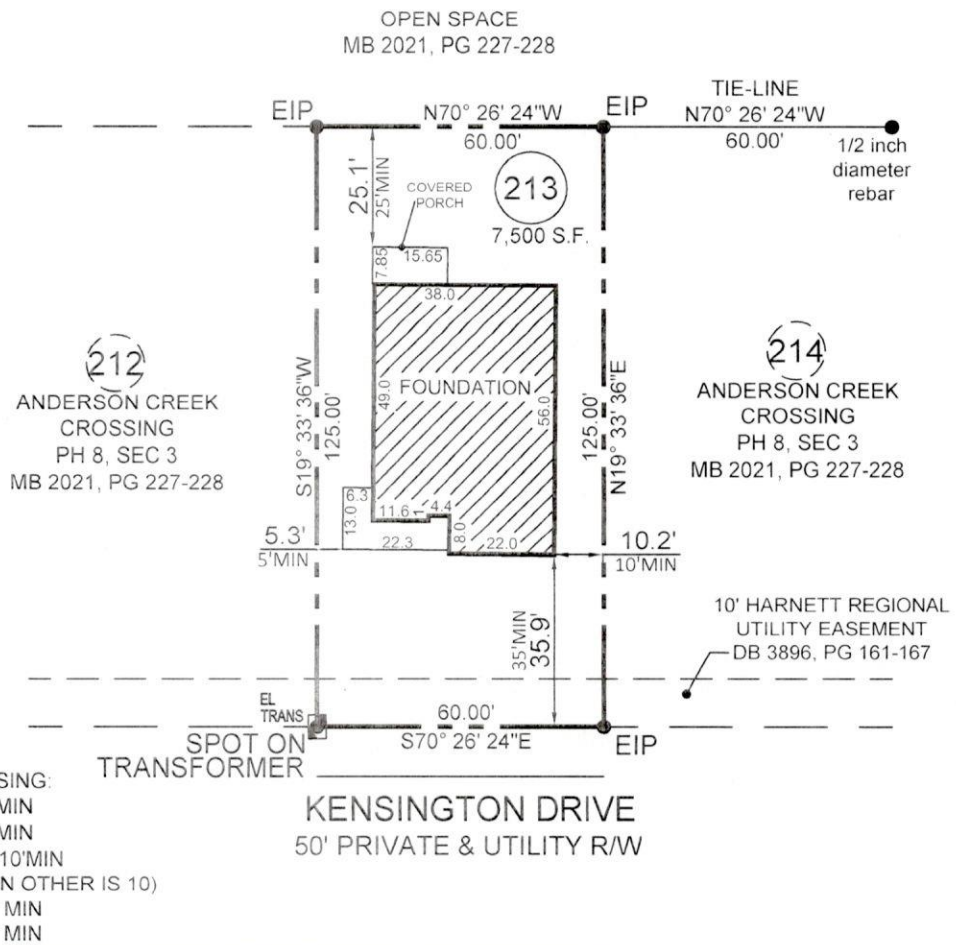 OPEN SPACE
MB 2021, PG 227-228
EIP
N70° 26' 24"W
60.00'
EIP
TIE-LINE
N70° 26' 24"W
60.00'
1/2 inch
diameter
rebar
25.1'
25'MIN
COVERED
PORCH
213
7,500 S.F.
7.85
15.65
38.0
212
ANDERSON CREEK
CROSSING
PH 8, SEC 3
MB 2021, PG 227-228
S19° 33' 36"W
125.00'
49.0
FOUNDATION
56.0
125.00'
N19° 33' 36"E
214
ANDERSON CREEK
CROSSING
PH 8, SEC 3
MB 2021, PG 227-228
6.3
13.0
11.6
1
4.4
8.0
22.3
22.0
5.3'
5'MIN
10.2'
10'MIN
35'MIN
35.9'
10' HARNETT REGIONAL
UTILITY EASEMENT
DB 3896, PG 161-167
EL
TRANS
60.00'
S70° 26' 24"E
EIP
SPOT ON
TRANSFORMER
KENSINGTON DRIVE
50' PRIVATE & UTILITY R/W
SING:
MIN
MIN
10'MIN
N OTHER IS 10)
MIN
MIN